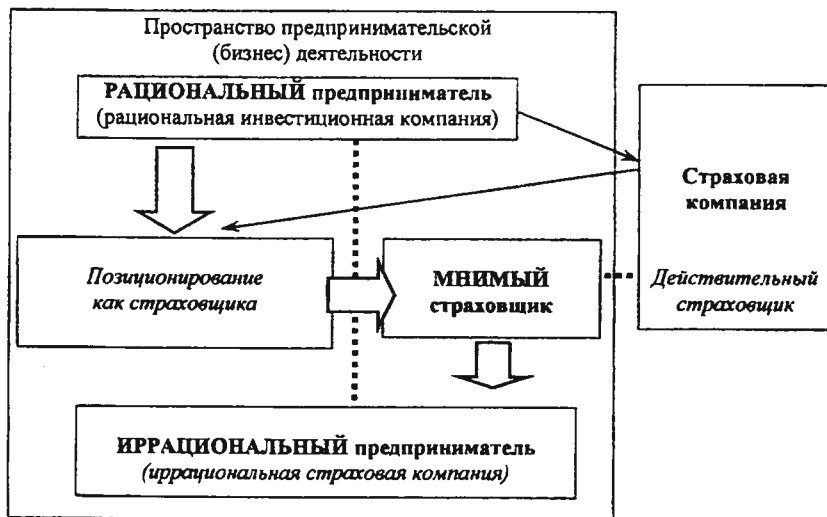 Пространство предпринимательской
(бизнес) деятельности
РАЦИОНАЛЬНЫЙ предприниматель
(рациональная инвестиционная компания)
Страховая
компания
Позиционирование
как страховщика
МНИМЫЙ
страховщик
Действительный
страховщик
ИРРАЦИОНАЛЬНЫЙ предприниматель
(иррациональная страховая компания)